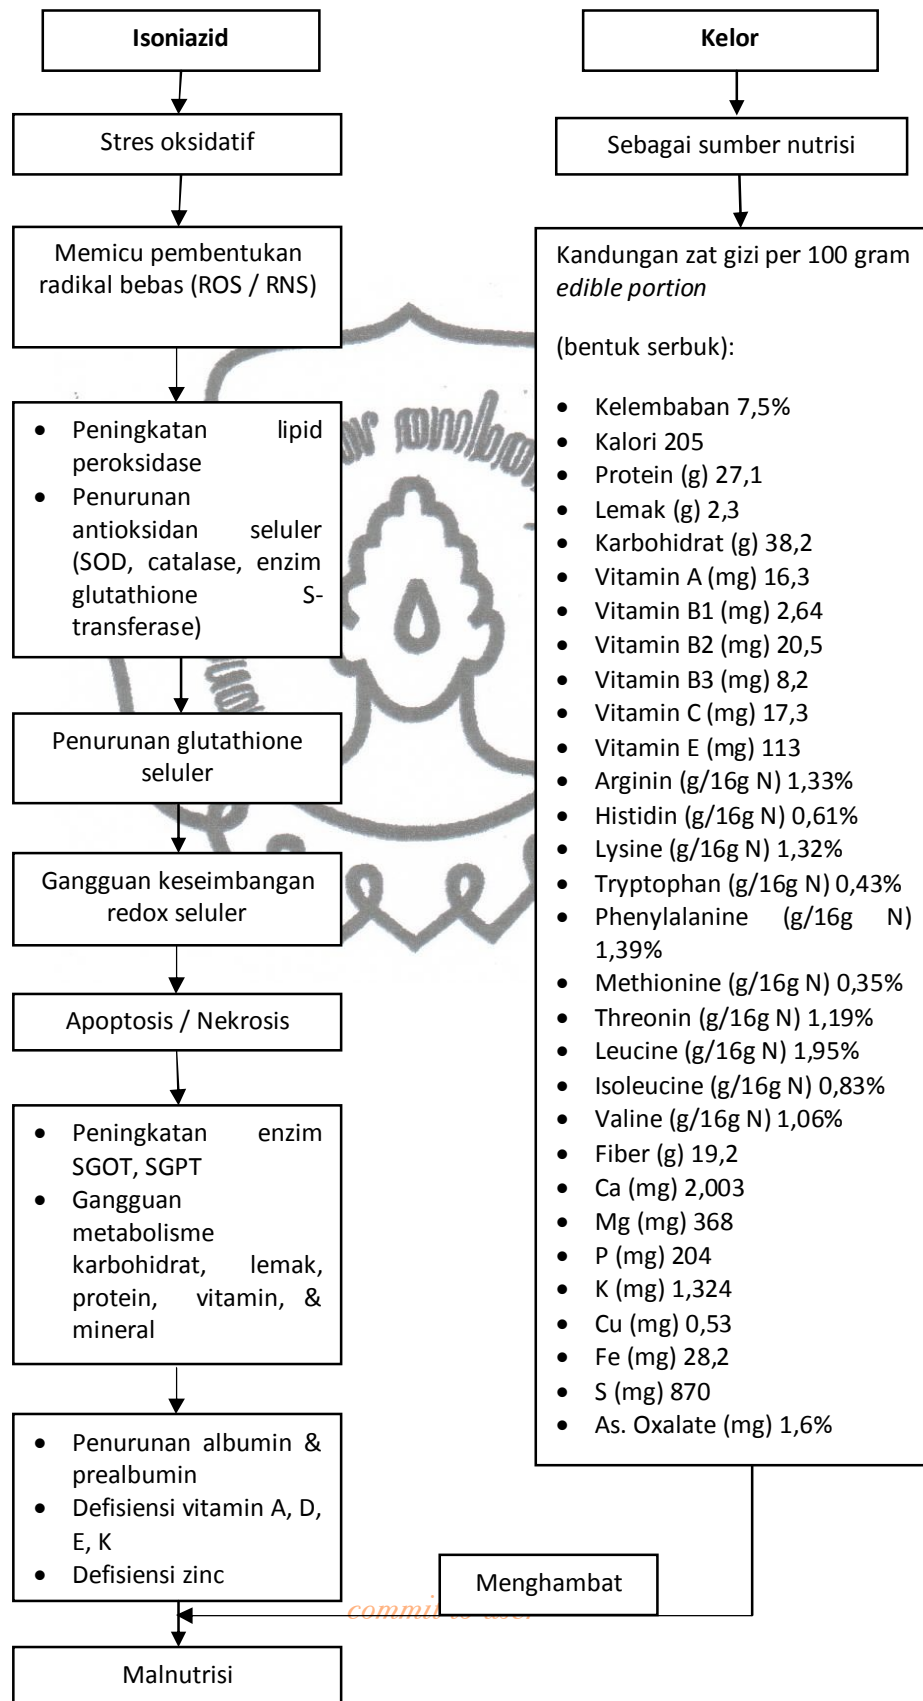 Isoniazid
Stres oksidatif
Memicu pembentukan
radikal bebas (ROS / RNS)
• Peningkatan lipid
peroksidase
• Penurunan
antioksidan seluler
(SOD, catalase, enzim
glutathione S-
transferase)
Penurunan glutathione
seluler
Gangguan keseimbangan
redox seluler
Apoptosis / Nekrosis
• Peningkatan enzim
SGOT, SGPT
• Gangguan
metabolisme
karbohidrat, lemak,
protein, vitamin, &
mineral
• Penurunan albumin &
prealbumin
• Defisiensi vitamin A, D,
E, K
• Defisiensi zinc
Malnutrisi
Kelor
Sebagai sumber nutrisi
Kandungan zat gizi per 100 gram
edible portion
(bentuk serbuk):
• Kelembaban 7,5%
• Kalori 205
• Protein (g) 27,1
• Lemak (g) 2,3
• Karbohidrat (g) 38,2
• Vitamin A (mg) 16,3
• Vitamin B1 (mg) 2,64
• Vitamin B2 (mg) 20,5
• Vitamin B3 (mg) 8,2
• Vitamin C (mg) 17,3
• Vitamin E (mg) 113
• Arginin (g/16g N) 1,33%
• Histidin (g/16g N) 0,61%
• Lysine (g/16g N) 1,32%
• Tryptophan (g/16g N) 0,43%
• Phenylalanine (g/16g N)
1,39%
• Methionine (g/16g N) 0,35%
• Threonin (g/16g N) 1,19%
• Leucine (g/16g N) 1,95%
• Isoleucine (g/16g N) 0,83%
• Valine (g/16g N) 1,06%
• Fiber (g) 19,2
• Ca (mg) 2,003
• Mg (mg) 368
• P (mg) 204
• K (mg) 1,324
• Cu (mg) 0,53
• Fe (mg) 28,2
• S (mg) 870
• As. Oxalate (mg) 1,6%
Menghambat
commit to user